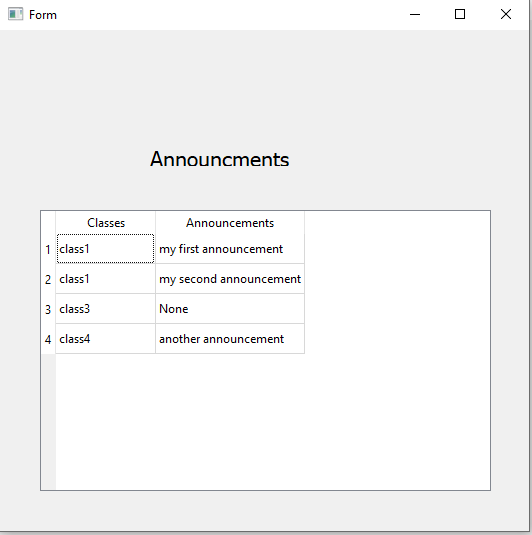 Form
Announcments
Classes Announcements
1 class1 my first announcement
2 class1 my second announcement
3 class3 None
4 class4 another announcement